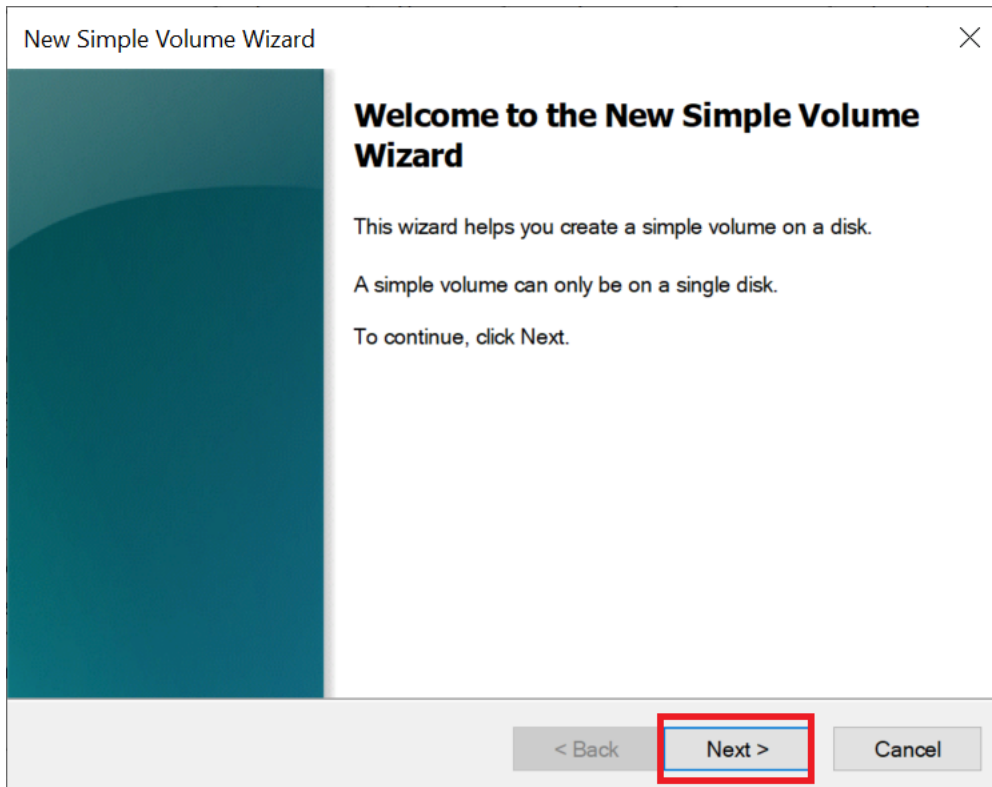 New Simple Volume Wizard
Welcome to the New Simple Volume
Wizard
This wizard helps you create a simple volume on a disk.
A simple volume can only be on a single disk.
To continue, click Next.
< Back
Next >
Cancel